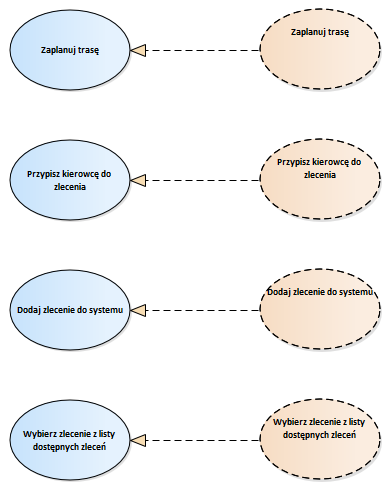 Zaplanuj trasę
Zaplanuj trasę
Przypisz kierowcę do
zlecenia
Przypisz kierowcę do
zlecenia
Dodaj zlecenie do systemu
Dodaj zlecenie do systemu
Wybierz zlecenie z listy
dostępnych zleceń
Wybierz zlecenie z listy
dostępnych zleceń